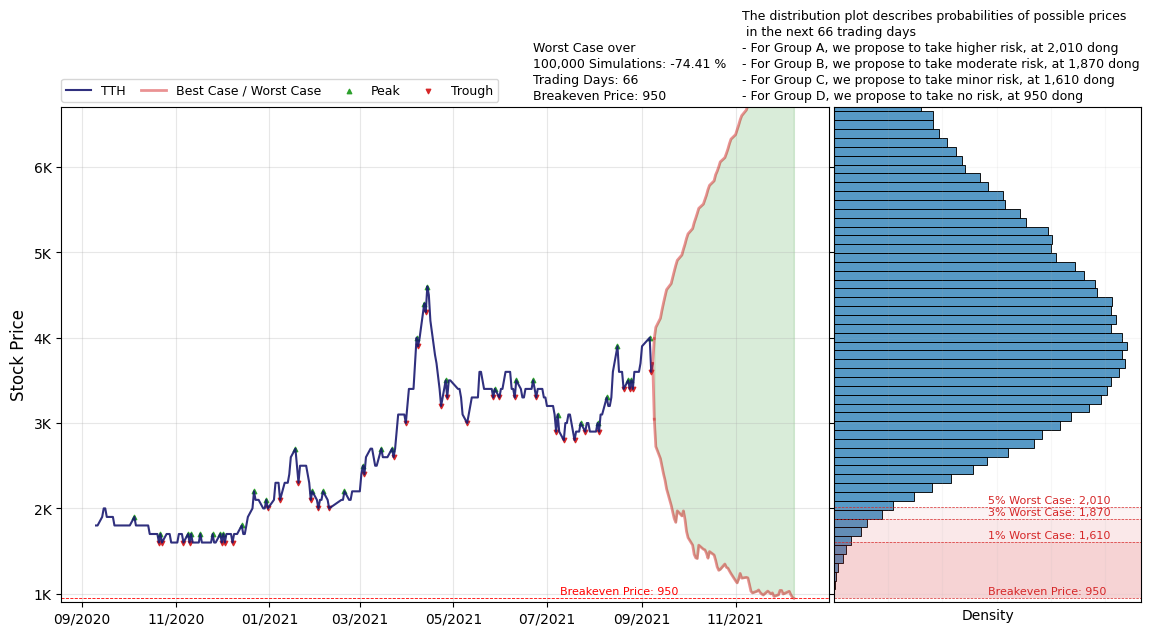 The distribution plot describes probabilities of possible prices
in the next 66 trading days
- For Group A, we propose to take higher risk, at 2,010 dong
- For Group B, we propose to take moderate risk, at 1,870 dong
- For Group C, we propose to take minor risk, at 1,610 dong
- For Group D, we propose to take no risk, at 950 dong
Worst Case over
100,000 Simulations: -74.41 %
Trading Days: 66
Breakeven Price: 950
TTH
Best Case / Worst Case
Peak
Trough
Stock Price
6K
5K
4K
3K
2K
1K
Breakeven Price: 950
09/2020
11/2020
01/2021
03/2021
05/2021
07/2021
09/2021
11/2021
5% Worst Case: 2,010
3% Worst Case: 1,870
1% Worst Case: 1,610
Breakeven Price: 950
Density